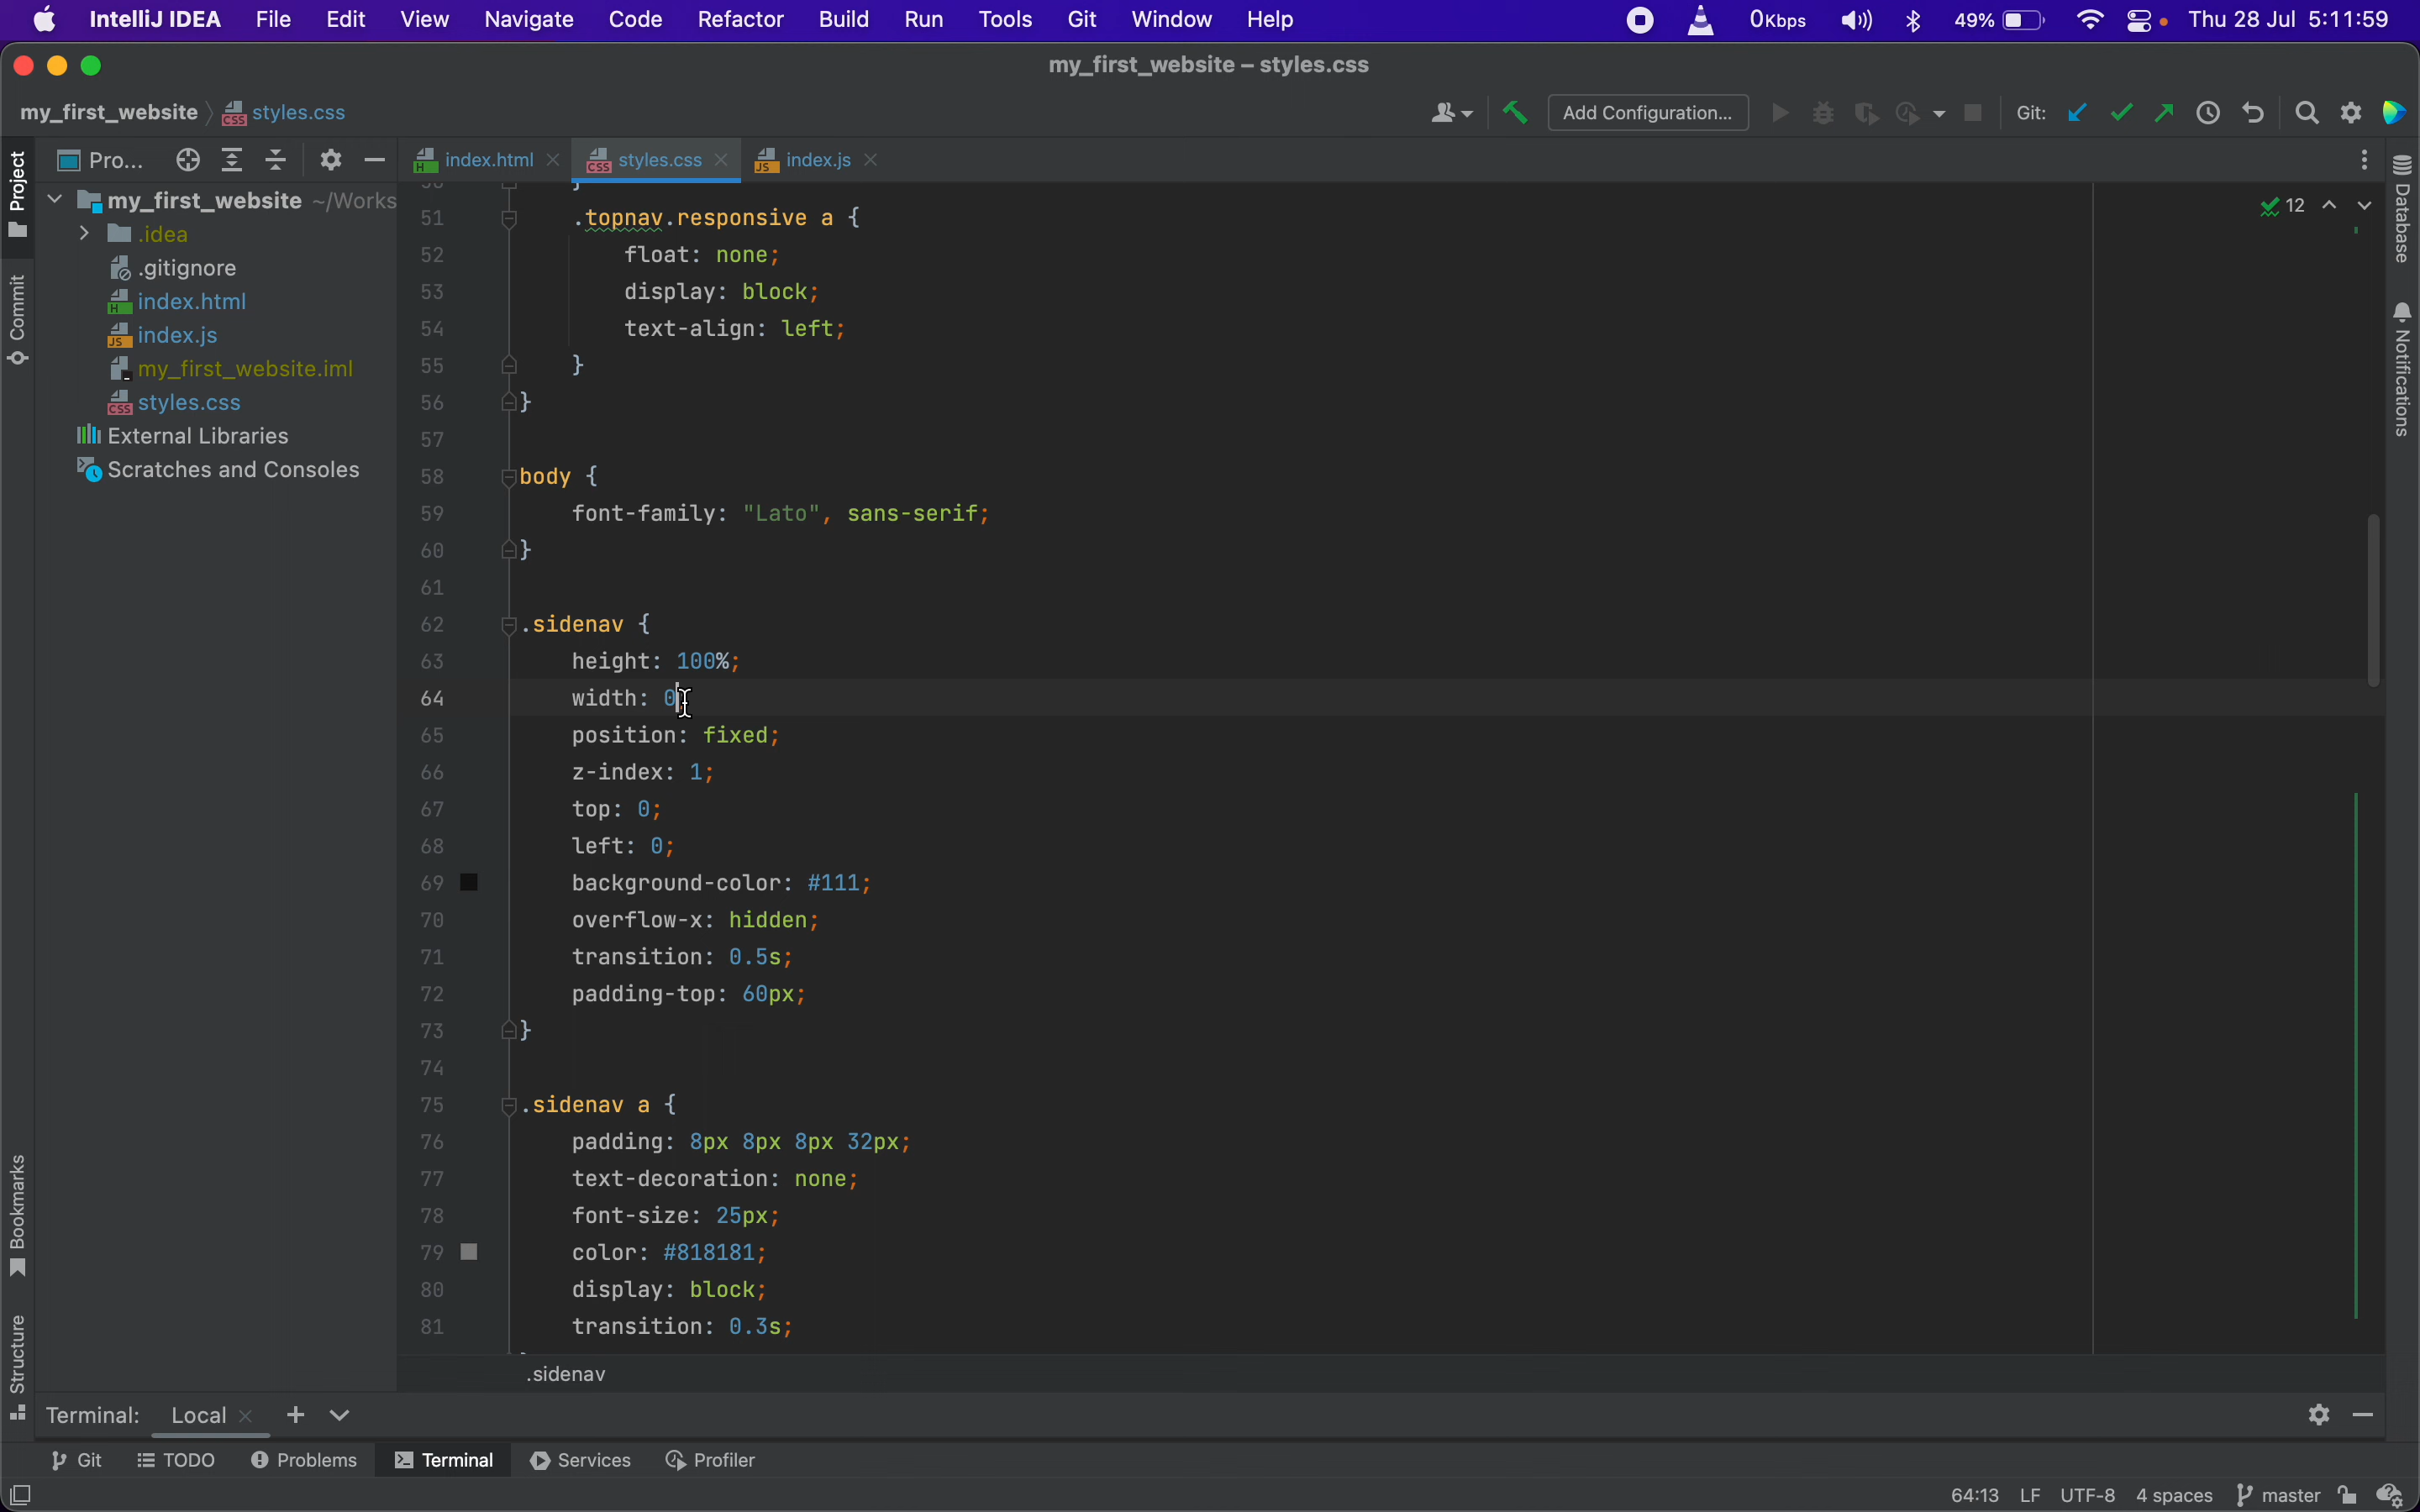 IntelliJ IDEA File Edit View Navigate Code Refactor Build Run Tools Git Window Help 0Kbps 49% Thu 28 Jul 5:11:59
my_first_website – styles.css
my_first_website styles.css Add Configuration... Git:
Project
Commit
Bookmarks
Structure
Pro...
my_first_website ~/Works
.idea
.gitignore
index.html
index.js
my_first_website.iml
styles.css
External Libraries
Scratches and Consoles
index.html styles.css index.js
12
51 .topnav.responsive a {
52 float: none;
53 display: block;
54 text-align: left;
55 }
56 }
57
58 body {
59 font-family: "Lato", sans-serif;
60 }
61
62 .sidenav {
63 height: 100%;
64 width: 0;
65 position: fixed;
66 z-index: 1;
67 top: 0;
68 left: 0;
69 background-color: #111;
70 overflow-x: hidden;
71 transition: 0.5s;
72 padding-top: 60px;
73 }
74
75 .sidenav a {
76 padding: 8px 8px 8px 32px;
77 text-decoration: none;
78 font-size: 25px;
79 color: #818181;
80 display: block;
81 transition: 0.3s;
.sidenav
Database
Notifications
Terminal: Local
Git TODO Problems Terminal Services Profiler
64:13 LF UTF-8 4 spaces master